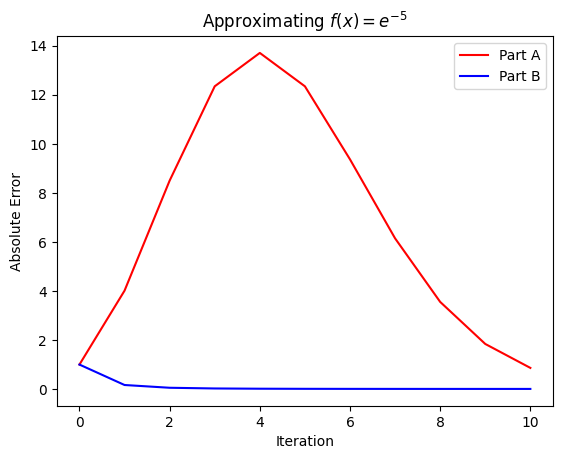 Approximating $f(x) = e^{-5}$
Part A
Part B
Absolute Error
14
12
10
8
6
4
2
0
0 2 4 6 8 10
Iteration